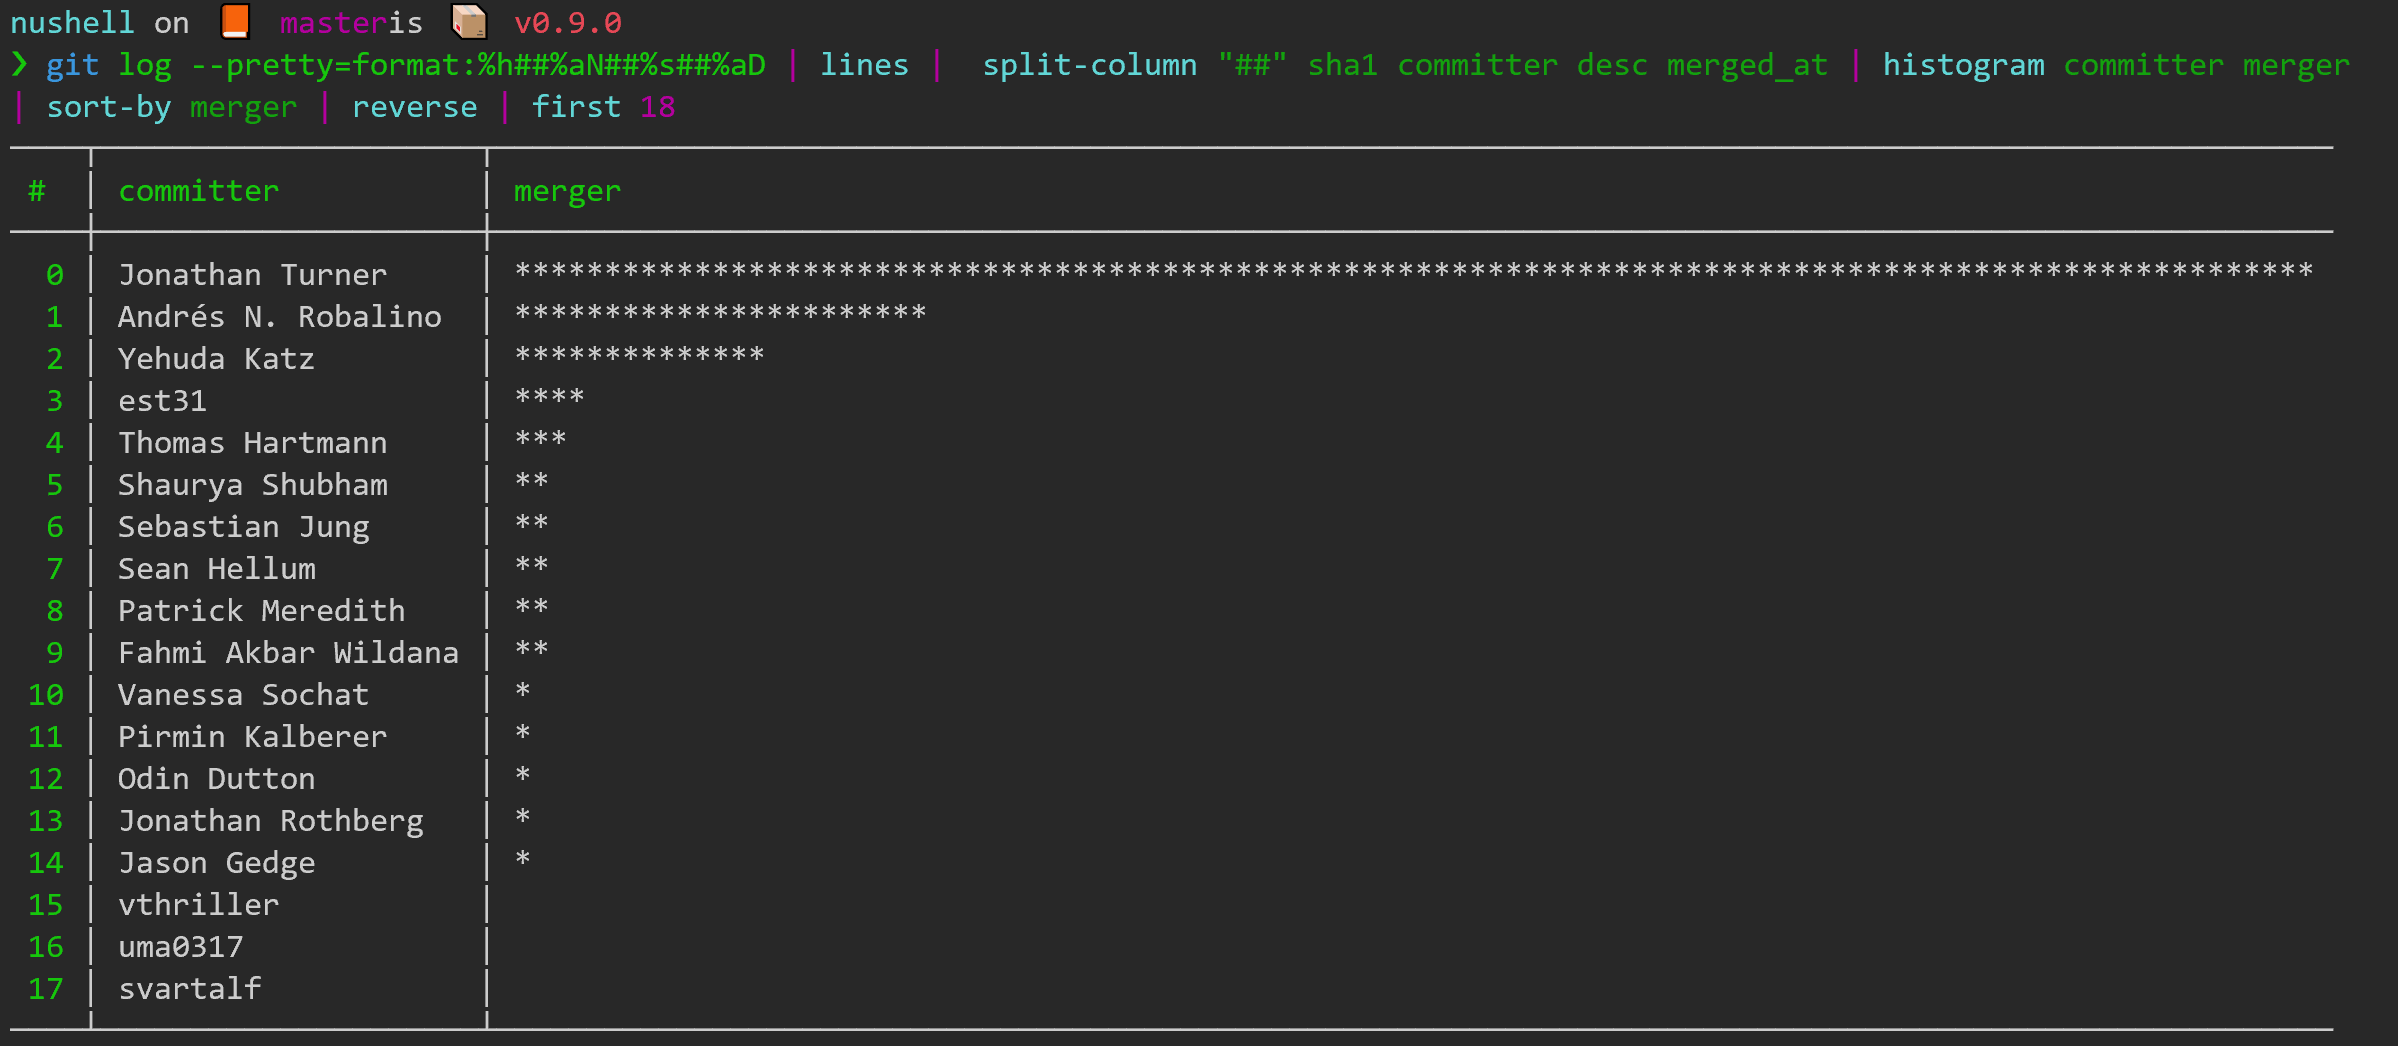 nushell on 📙 masteris 📦 v0.9.0
❯ git log --pretty=format:%h##%aN##%s##%aD | lines |  split-column "##" sha1 committer desc merged_at | histogram committer merger
| sort-by merger | reverse | first 18
# │ committer │ merger
0 │ Jonathan Turner │ ****************************************************************************************************
1 │ Andrés N. Robalino │ ***********************
2 │ Yehuda Katz │ **************
3 │ est31 │ ****
4 │ Thomas Hartmann │ ***
5 │ Shaurya Shubham │ **
6 │ Sebastian Jung │ **
7 │ Sean Hellum │ **
8 │ Patrick Meredith │ **
9 │ Fahmi Akbar Wildana │ **
10 │ Vanessa Sochat │ *
11 │ Pirmin Kalberer │ *
12 │ Odin Dutton │ *
13 │ Jonathan Rothberg │ *
14 │ Jason Gedge │ *
15 │ vthriller │
16 │ uma0317 │
17 │ svartalf │